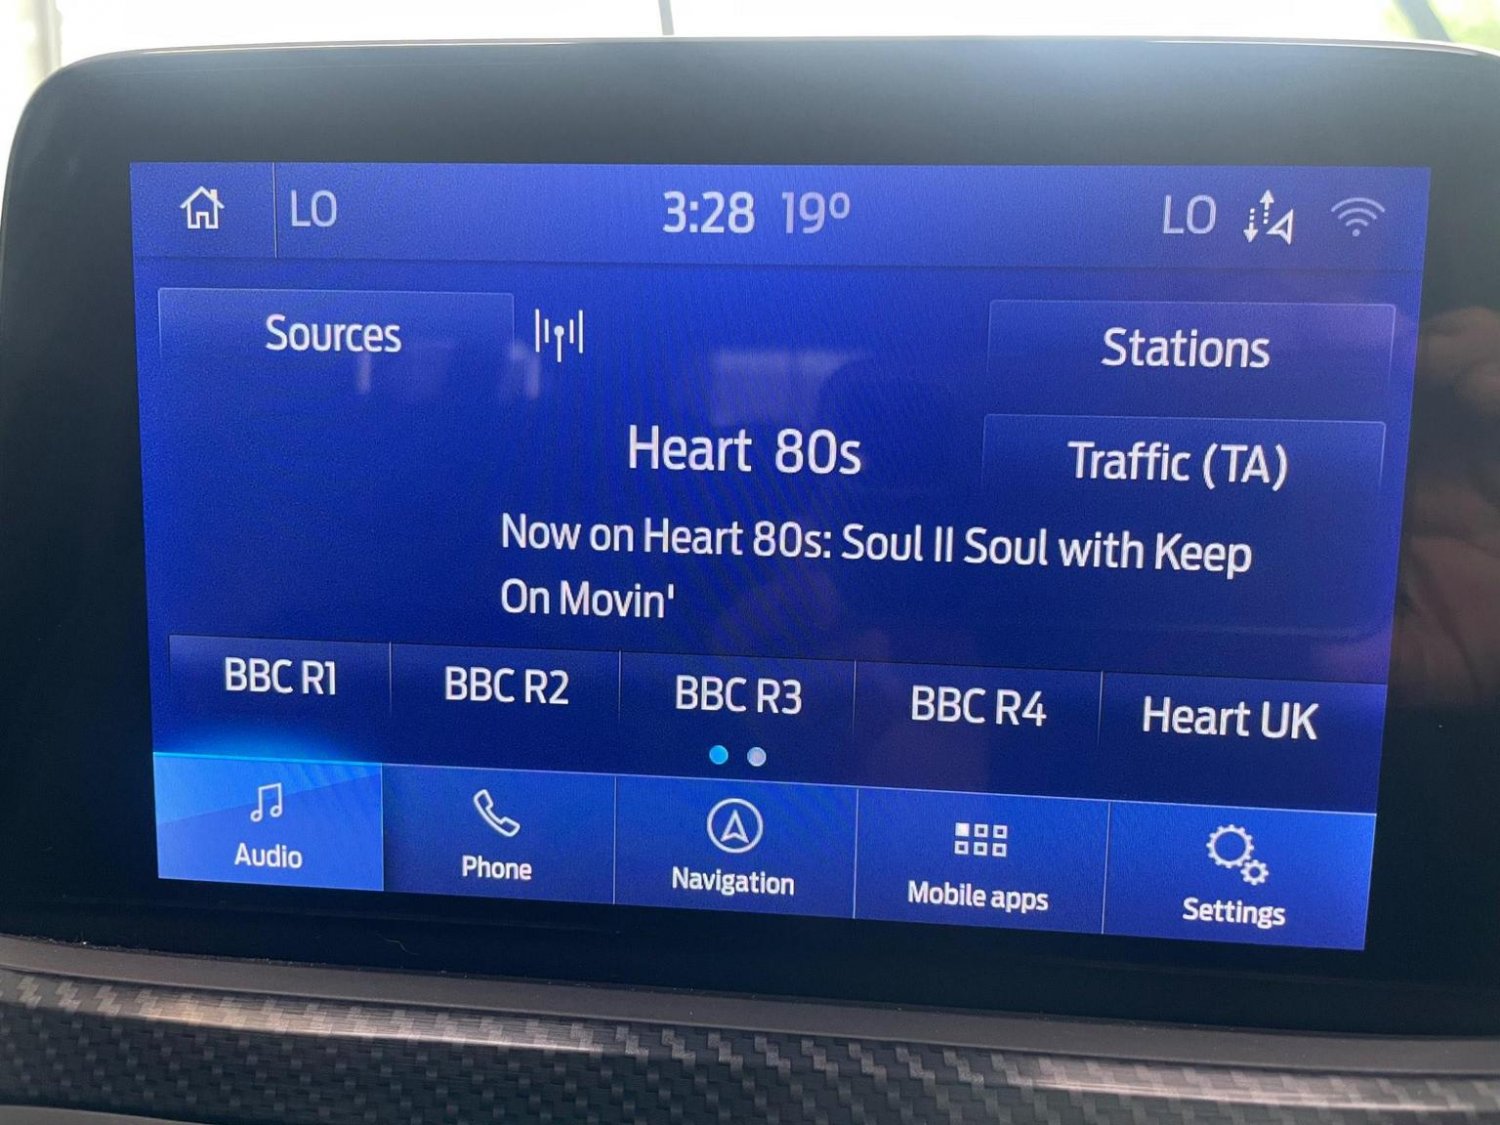 LO 3:28 19° LO
Sources
Stations
Heart 80s
Traffic (TA)
Now on Heart 80s: Soul II Soul with Keep
On Movin'
BBC R1 BBC R2 BBC R3 BBC R4 Heart UK
Audio Phone Navigation Mobile apps Settings